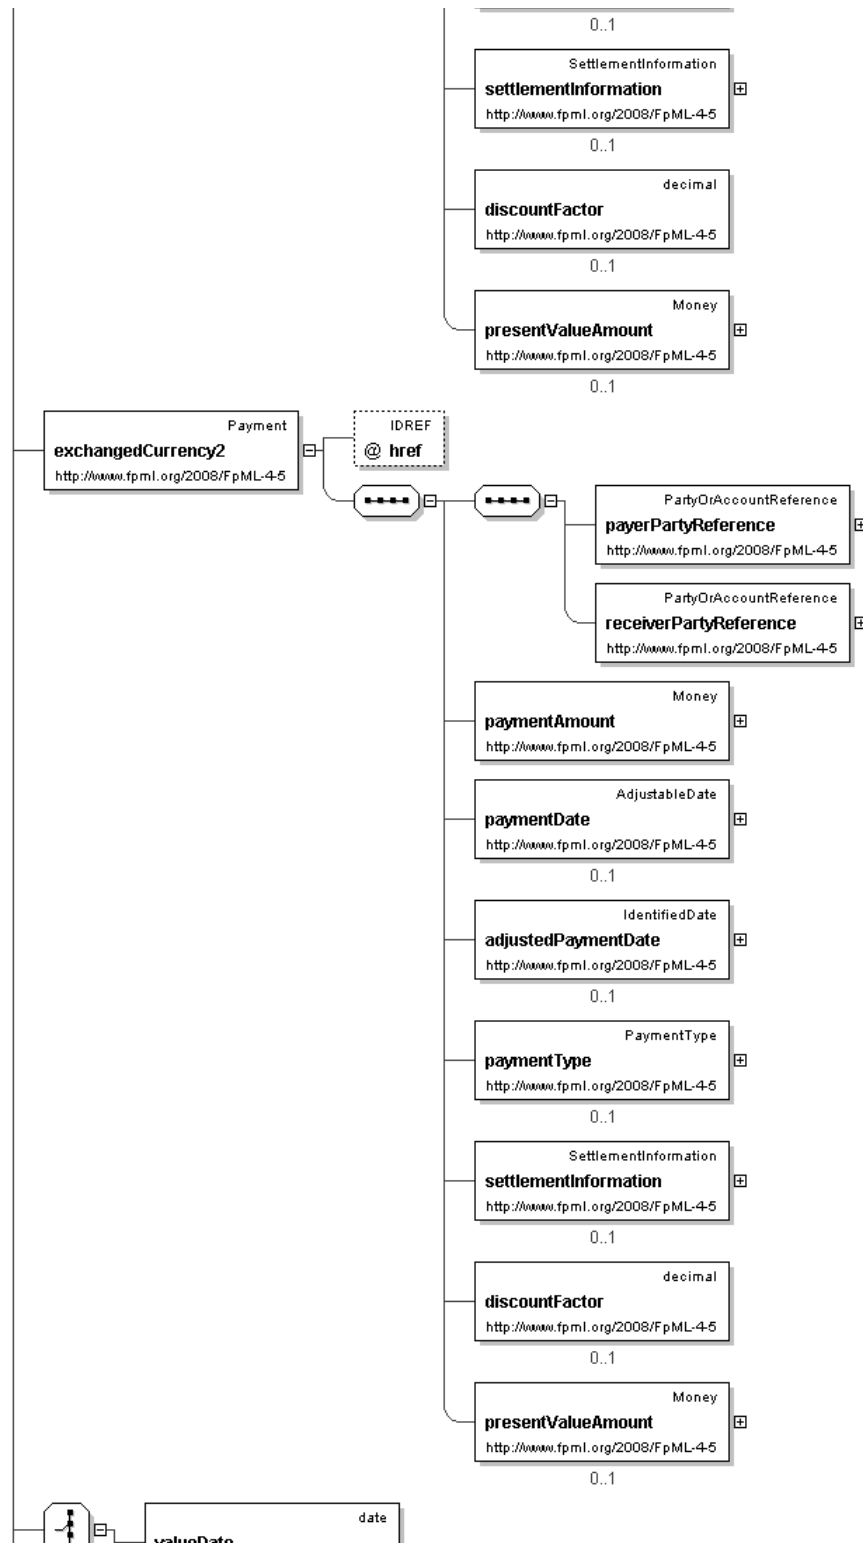 0..1
SettlementInformation
settlementInformation
http://www.fpml.org/2008/FpML-4-5
0..1
decimal
discountFactor
http://www.fpml.org/2008/FpML-4-5
0..1
Money
presentValueAmount
http://www.fpml.org/2008/FpML-4-5
0..1
Payment
exchangedCurrency2
http://www.fpml.org/2008/FpML-4-5
IDREF
@ href
PartyOrAccountReference
payerPartyReference
http://www.fpml.org/2008/FpML-4-5
PartyOrAccountReference
receiverPartyReference
http://www.fpml.org/2008/FpML-4-5
Money
paymentAmount
http://www.fpml.org/2008/FpML-4-5
AdjustableDate
paymentDate
http://www.fpml.org/2008/FpML-4-5
0..1
IdentifiedDate
adjustedPaymentDate
http://www.fpml.org/2008/FpML-4-5
0..1
PaymentType
paymentType
http://www.fpml.org/2008/FpML-4-5
0..1
SettlementInformation
settlementInformation
http://www.fpml.org/2008/FpML-4-5
0..1
decimal
discountFactor
http://www.fpml.org/2008/FpML-4-5
0..1
Money
presentValueAmount
http://www.fpml.org/2008/FpML-4-5
0..1
date
valueDate